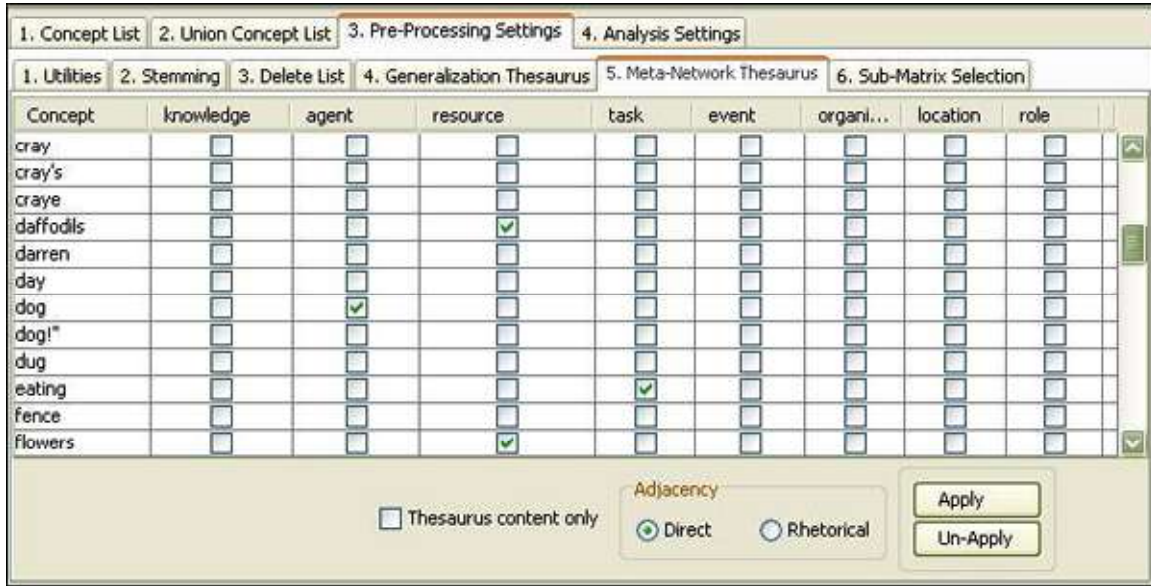 1. Concept List 2. Union Concept List 3. Pre-Processing Settings 4. Analysis Settings
1. Utilities 2. Stemming 3. Delete List 4. Generalization Thesaurus 5. Meta-Network Thesaurus 6. Sub-Matrix Selection
Concept knowledge agent resource task event organi... location role
cray
cray's
craye
daffodils
darren
day
dog
dog!"
dug
eating
fence
flowers
Adjacency
Thesaurus content only Direct Rhetorical
Apply
Un-Apply